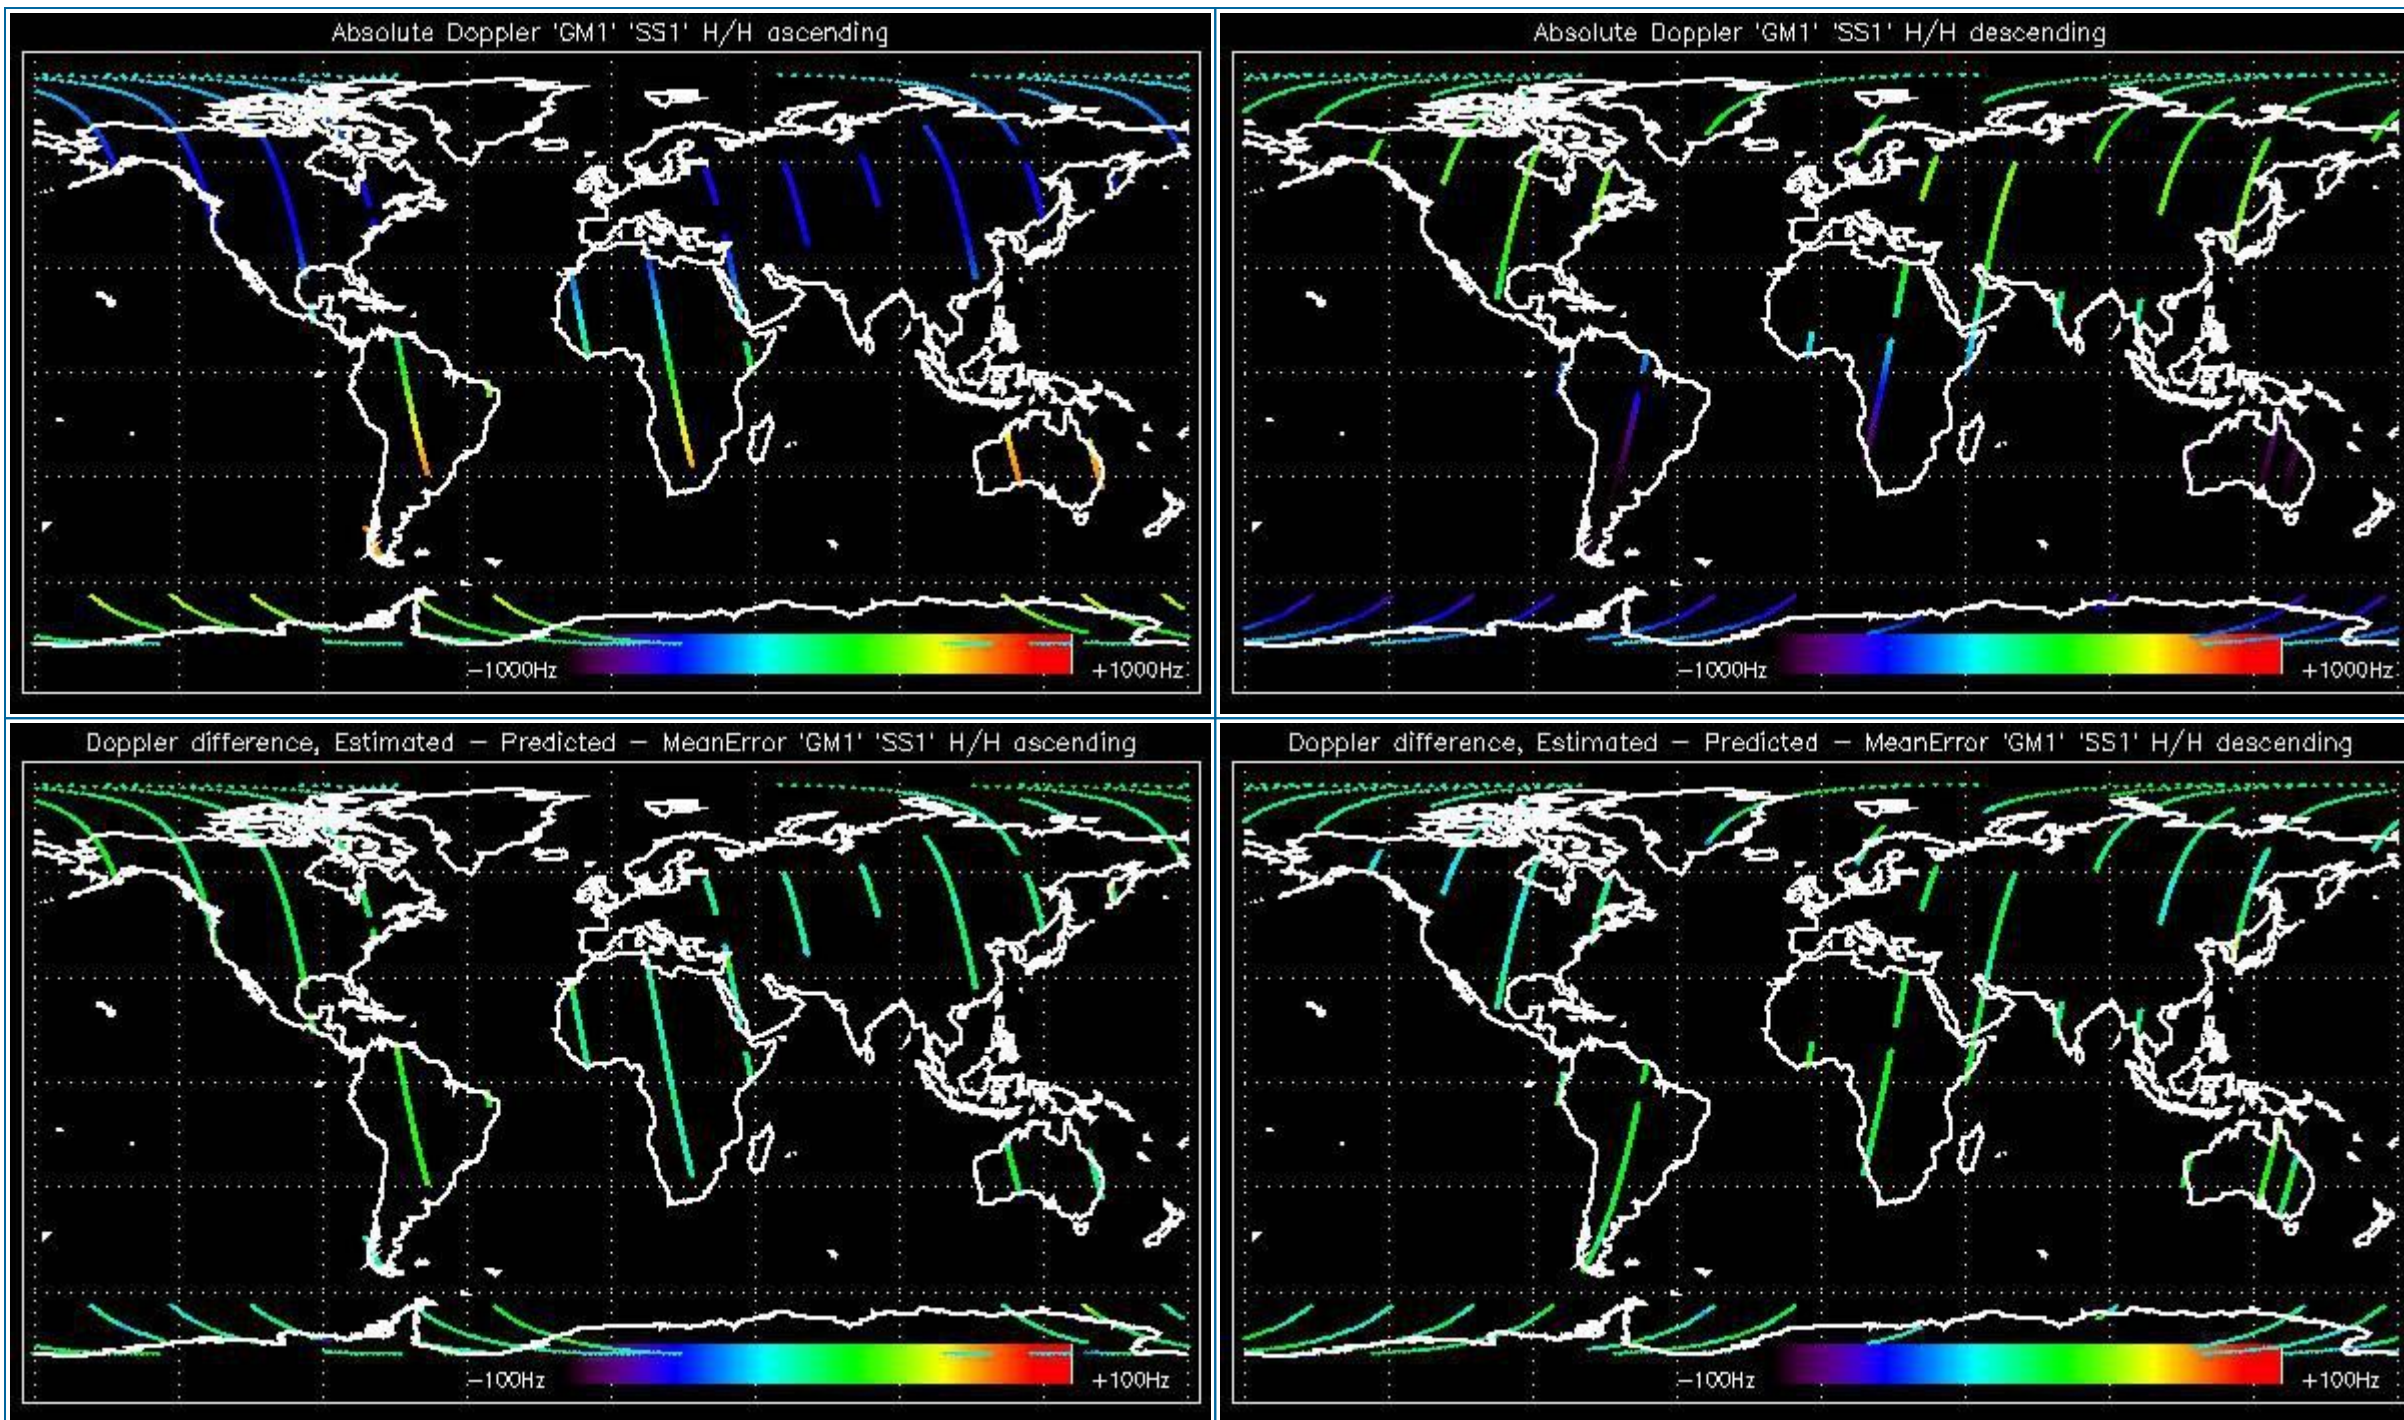 Absolute Doppler 'GM1' 'SS1' H/H ascending
-1000Hz
+1000Hz
Absolute Doppler 'GM1' 'SS1' H/H descending
-1000Hz
+1000Hz
Doppler difference, Estimated - Predicted - MeanError 'GM1' 'SS1' H/H ascending
-100Hz
+100Hz
Doppler difference, Estimated - Predicted - MeanError 'GM1' 'SS1' H/H descending
-100Hz
+100Hz